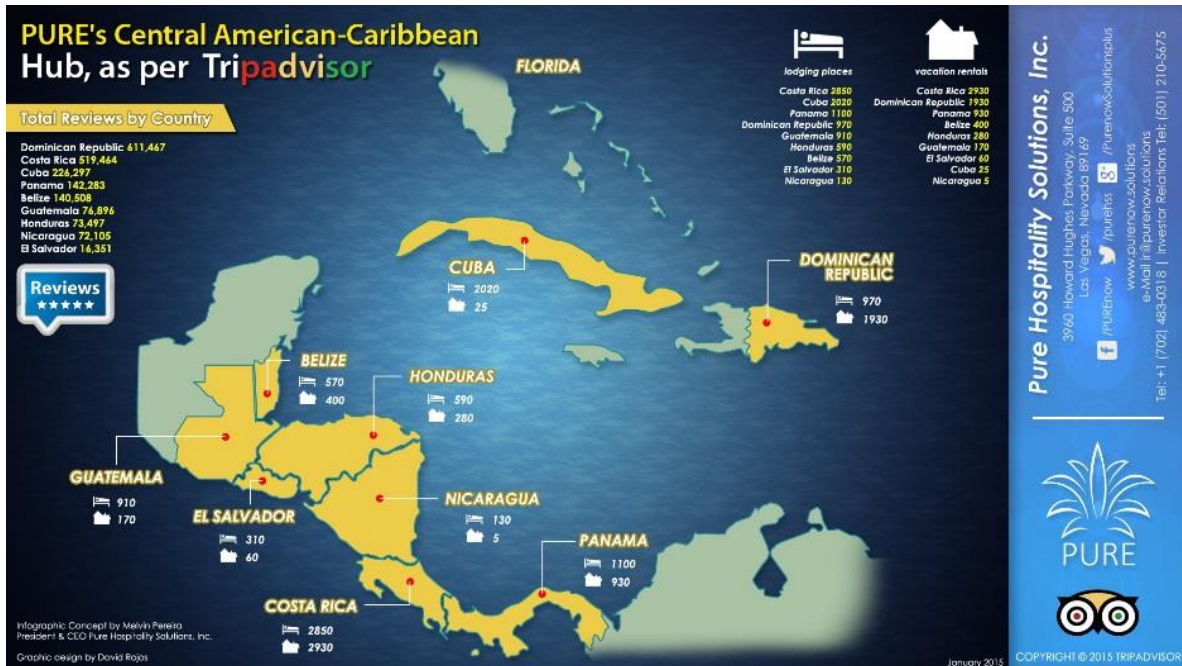 PURE's Central American-Caribbean
Hub, as per Tripadvisor
Total Reviews by Country
Dominican Republic 611,467
Costa Rica 519,464
Cuba 226,297
Panama 142,283
Belize 140,508
Guatemala 76,896
Honduras 73,497
Nicaragua 72,105
El Salvador 16,351
Reviews
FLORIDA
lodging places
Costa Rica 2850
Cuba 2020
Panama 1100
Dominican Republic 970
Guatemala 910
Honduras 590
Belize 570
El Salvador 310
Nicaragua 130
vacation rentals
Costa Rica 2930
Dominican Republic 1930
Panama 930
Belize 400
Honduras 280
Guatemala 170
El Salvador 60
Cuba 25
Nicaragua 5
CUBA
2020
25
DOMINICAN
REPUBLIC
970
1930
BELIZE
570
400
HONDURAS
590
280
GUATEMALA
910
170
EL SALVADOR
310
60
NICARAGUA
130
5
PANAMA
1100
930
COSTA RICA
2850
2930
Infographic Concept by Melvin Pereira
President & CEO Pure Hospitality Solutions, Inc.
Graphic design by David Rojas
January 2015
Pure Hospitality Solutions, Inc.
3960 Howard Hughes Parkway, Suite 500
Las Vegas, Nevada 89169
/PUREnow /purehss /PurenowSolutionsplus
www.purenow.solutions
e-Mail ir@purenow.solutions
Tel: +1 (702) 483-0318 | Investor Relations Tel: (501) 210-5675
PURE
COPYRIGHT © 2015 TRIPADVISOR